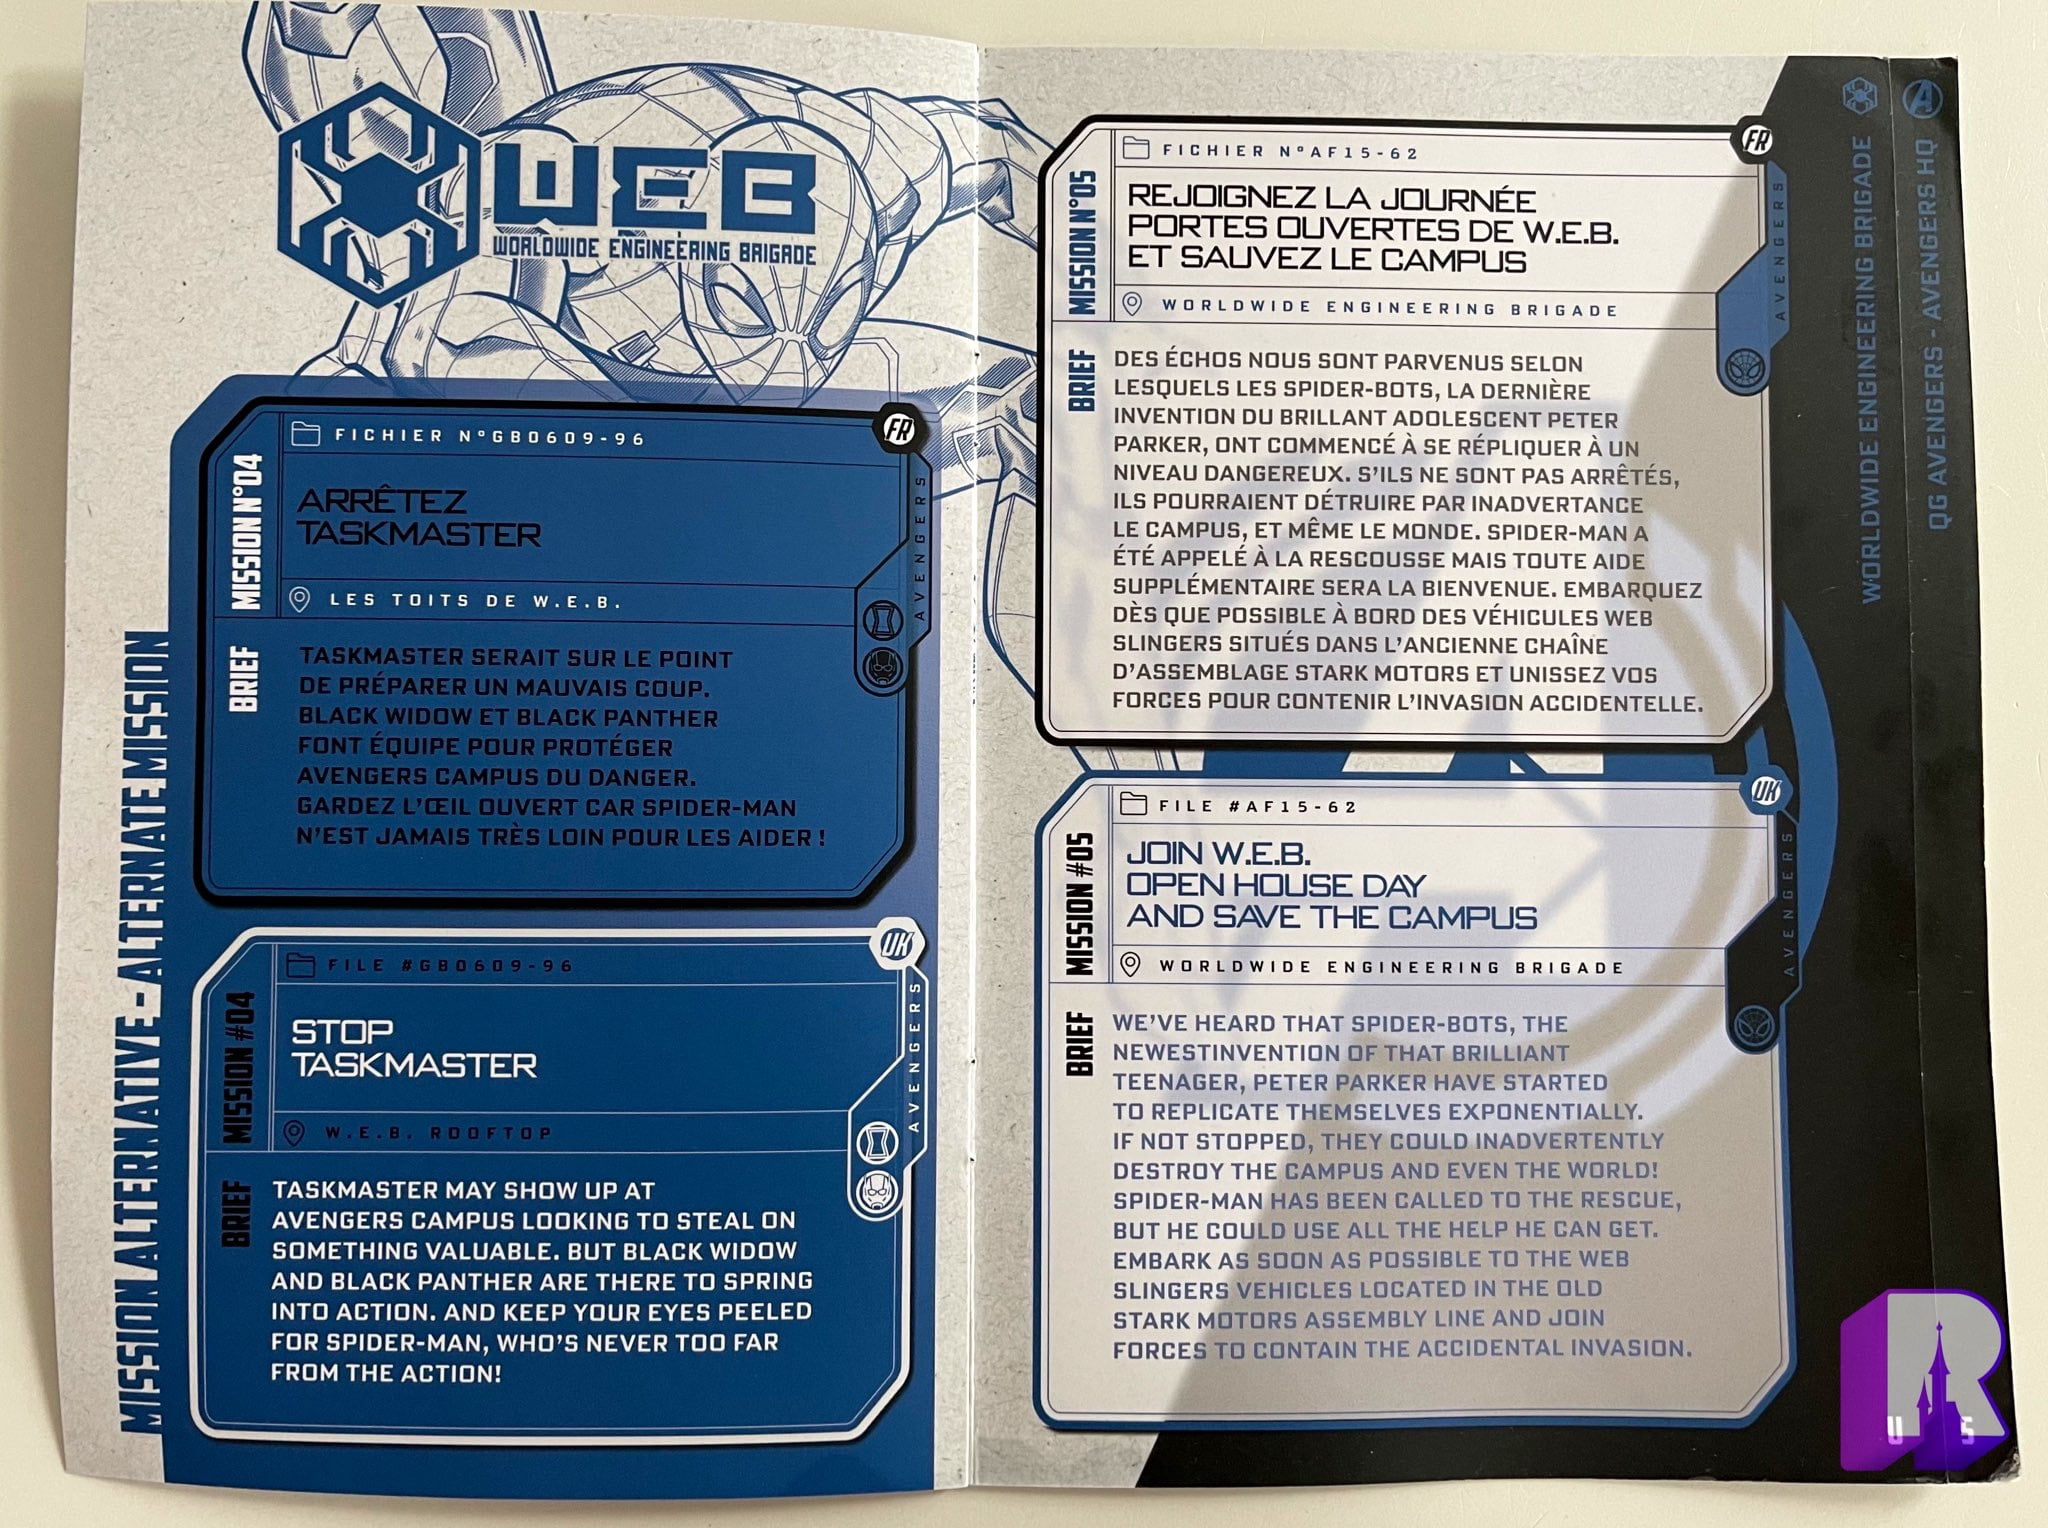 WEB
WORLDWIDE ENGINEERING BRIGADE
MISSION ALTERNATIVE - ALTERNATE MISSION
FR
FICHIER N°GB0609-96
MISSION N°04
ARRÊTEZ
TASKMASTER
LES TOITS DE W.E.B.
AVENGERS
BRIEF
TASKMASTER SERAIT SUR LE POINT
DE PRÉPARER UN MAUVAIS COUP.
BLACK WIDOW ET BLACK PANTHER
FONT ÉQUIPE POUR PROTÉGER
AVENGERS CAMPUS DU DANGER.
GARDEZ L'ŒIL OUVERT CAR SPIDER-MAN
N'EST JAMAIS TRÈS LOIN POUR LES AIDER !
UK
FILE #GB0609-96
MISSION #04
STOP
TASKMASTER
W.E.B. ROOFTOP
AVENGERS
BRIEF
TASKMASTER MAY SHOW UP AT
AVENGERS CAMPUS LOOKING TO STEAL ON
SOMETHING VALUABLE. BUT BLACK WIDOW
AND BLACK PANTHER ARE THERE TO SPRING
INTO ACTION. AND KEEP YOUR EYES PEELED
FOR SPIDER-MAN, WHO'S NEVER TOO FAR
FROM THE ACTION!
FR
FICHIER N°AF15-62
MISSION N°05
REJOIGNEZ LA JOURNÉE
PORTES OUVERTES DE W.E.B.
ET SAUVEZ LE CAMPUS
WORLDWIDE ENGINEERING BRIGADE
AVENGERS
BRIEF
DES ÉCHOS NOUS SONT PARVENUS SELON
LESQUELS LES SPIDER-BOTS, LA DERNIÈRE
INVENTION DU BRILLANT ADOLESCENT PETER
PARKER, ONT COMMENCÉ À SE RÉPLIQUER À UN
NIVEAU DANGEREUX. S'ILS NE SONT PAS ARRÊTÉS,
ILS POURRAIENT DÉTRUIRE PAR INADVERTANCE
LE CAMPUS, ET MÊME LE MONDE. SPIDER-MAN A
ÉTÉ APPELÉ À LA RESCOUSSE MAIS TOUTE AIDE
SUPPLÉMENTAIRE SERA LA BIENVENUE. EMBARQUEZ
DÈS QUE POSSIBLE À BORD DES VÉHICULES WEB
SLINGERS SITUÉS DANS L'ANCIENNE CHAÎNE
D'ASSEMBLAGE STARK MOTORS ET UNISSEZ VOS
FORCES POUR CONTENIR L'INVASION ACCIDENTELLE.
UK
FILE #AF15-62
MISSION #05
JOIN W.E.B.
OPEN HOUSE DAY
AND SAVE THE CAMPUS
WORLDWIDE ENGINEERING BRIGADE
AVENGERS
BRIEF
WE'VE HEARD THAT SPIDER-BOTS, THE
NEWESTINVENTION OF THAT BRILLIANT
TEENAGER, PETER PARKER HAVE STARTED
TO REPLICATE THEMSELVES EXPONENTIALLY.
IF NOT STOPPED, THEY COULD INADVERTENTLY
DESTROY THE CAMPUS AND EVEN THE WORLD!
SPIDER-MAN HAS BEEN CALLED TO THE RESCUE,
BUT HE COULD USE ALL THE HELP HE CAN GET.
EMBARK AS SOON AS POSSIBLE TO THE WEB
SLINGERS VEHICLES LOCATED IN THE OLD
STARK MOTORS ASSEMBLY LINE AND JOIN
FORCES TO CONTAIN THE ACCIDENTAL INVASION.
WORLDWIDE ENGINEERING BRIGADE
QG AVENGERS - AVENGERS HQ
R
US